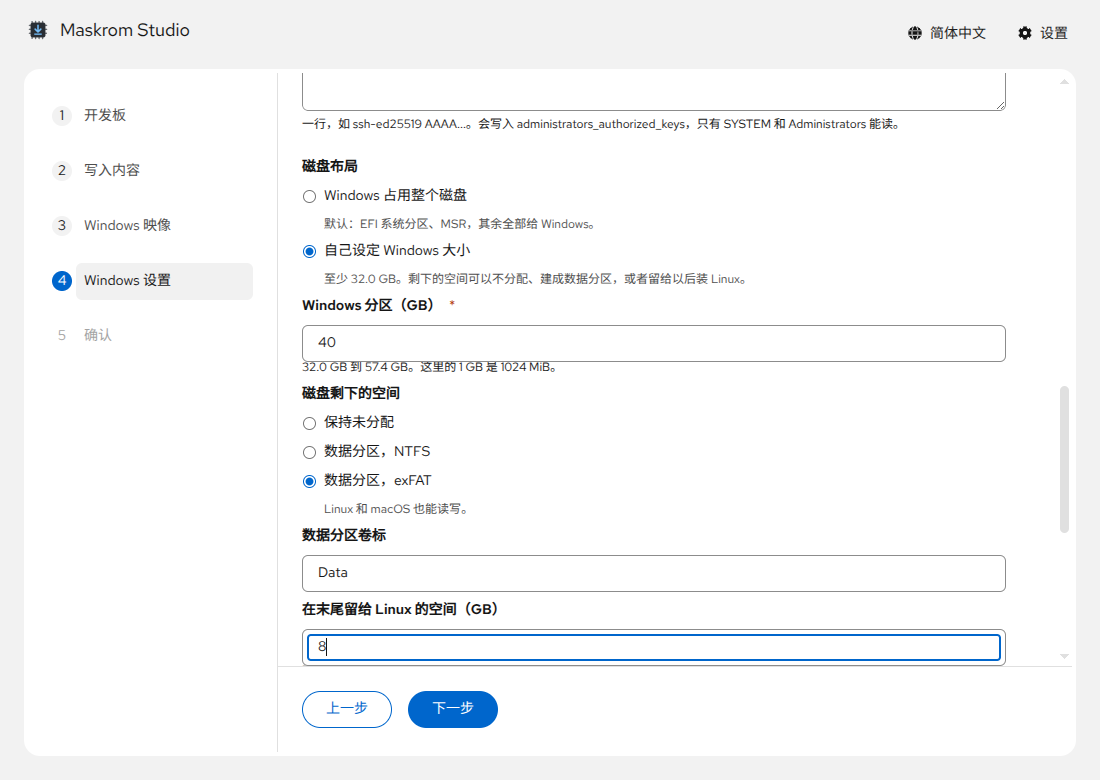 Maskrom Studio
简体中文
设置
1 开发板
2 写入内容
3 Windows 映像
4 Windows 设置
5 确认
一行，如 ssh-ed25519 AAAA...。会写入 administrators_authorized_keys，只有 SYSTEM 和 Administrators 能读。
磁盘布局
Windows 占用整个磁盘
默认：EFI 系统分区、MSR，其余全部给 Windows。
自己设定 Windows 大小
至少 32.0 GB。剩下的空间可以不分配、建成数据分区，或者留给以后装 Linux。
Windows 分区（GB） *
40
32.0 GB 到 57.4 GB。这里的 1 GB 是 1024 MiB。
磁盘剩下的空间
保持未分配
数据分区，NTFS
数据分区，exFAT
Linux 和 macOS 也能读写。
数据分区卷标
Data
在末尾留给 Linux 的空间（GB）
8
上一步
下一步